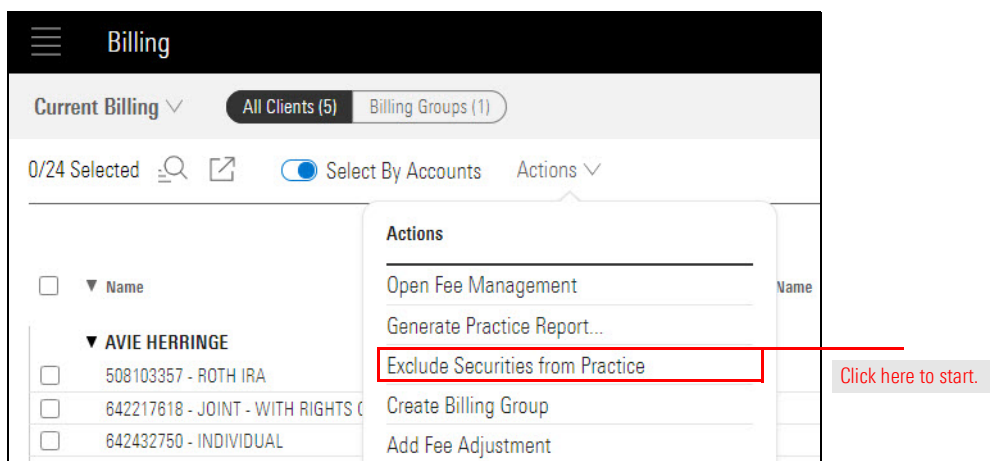 Billing
Current Billing
All Clients (5)
Billing Groups (1)
0/24 Selected
Select By Accounts
Actions
Actions
Name
Name
Open Fee Management
Generate Practice Report...
AVIE HERRINGE
Exclude Securities from Practice
Click here to start.
508103357 - ROTH IRA
642217618 - JOINT - WITH RIGHTS
Create Billing Group
642432750 - INDIVIDUAL
Add Fee Adjustment